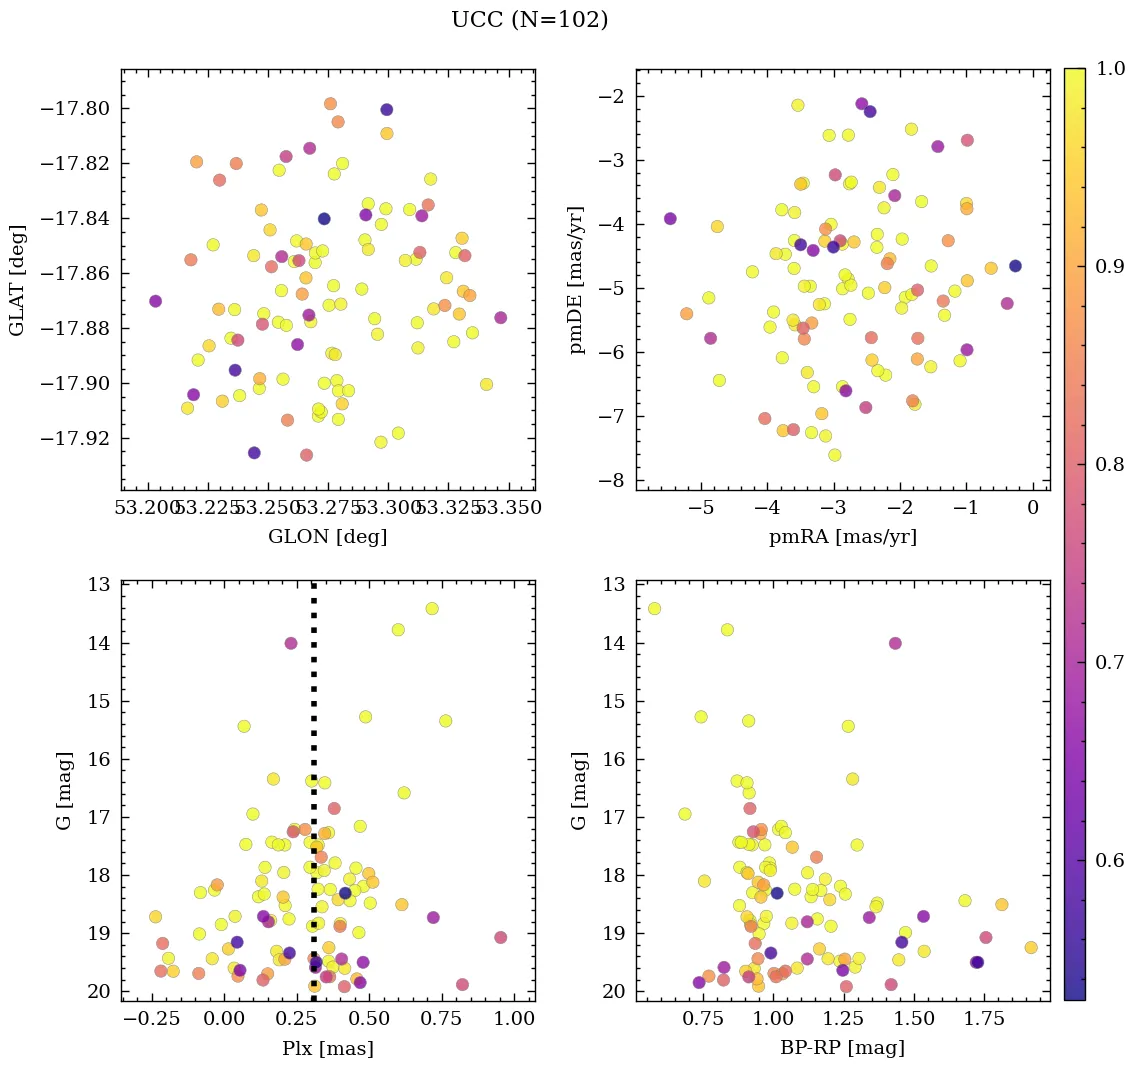 UCC (N=102)
−17.80
−17.82
−17.84
−17.86
−17.88
−17.90
−17.92
GLAT [deg]
53.200 53.225 53.250 53.275 53.300 53.325 53.350
GLON [deg]
−2
−3
−4
−5
−6
−7
−8
pmDE [mas/yr]
−5 −4 −3 −2 −1 0
pmRA [mas/yr]
1.0
0.9
0.8
0.7
0.6
13
14
15
16
17
18
19
20
G [mag]
−0.25 0.00 0.25 0.50 0.75 1.00
Plx [mas]
13
14
15
16
17
18
19
20
G [mag]
0.75 1.00 1.25 1.50 1.75
BP-RP [mag]